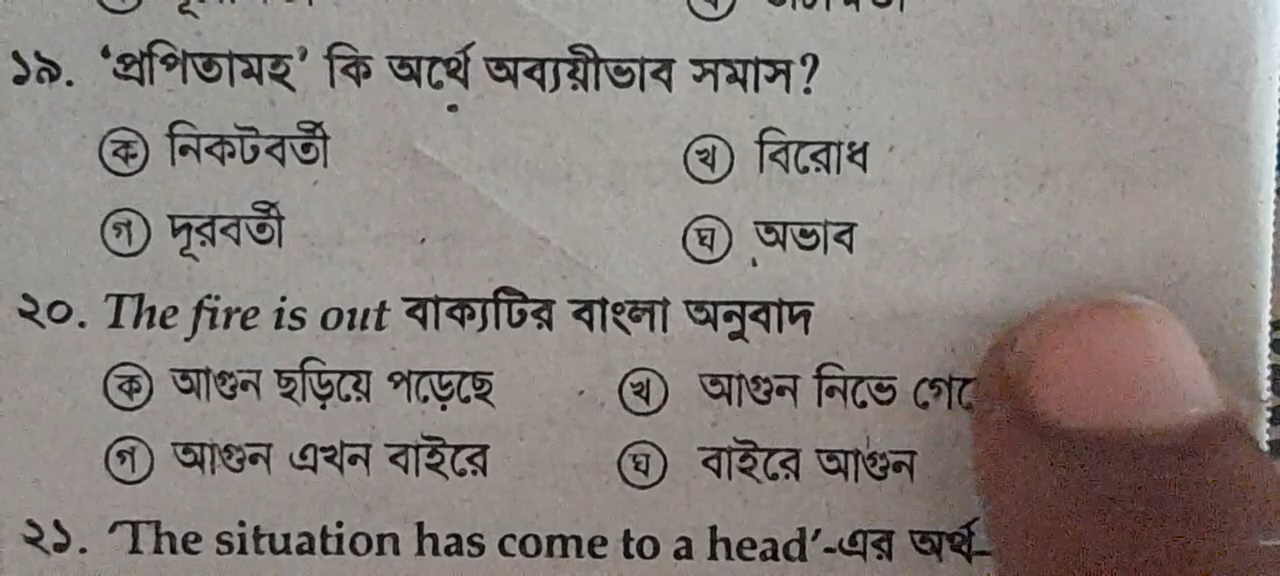 ১৯. ‘প্রপিতামহ’ কি অর্থে অব্যয়ীভাব সমাস?
ক নিকটবর্তী খ বিরোধ
গ দূরবর্তী ঘ অভাব
২০. The fire is out বাক্যটির বাংলা অনুবাদ
ক আগুন ছড়িয়ে পড়েছে খ আগুন নিভে
গ আগুন এখন বাইরে ঘ বাইরে আগুন
২১. ‘The situation has come to a head’-এর অর্থ-